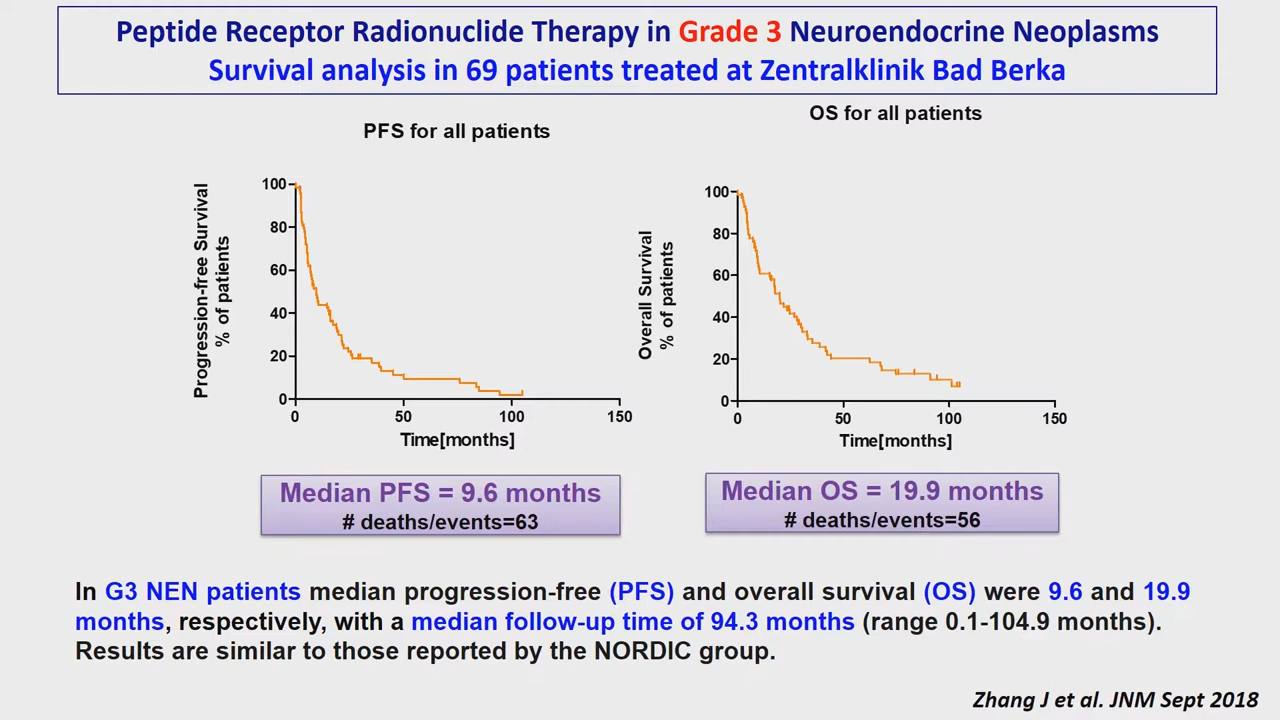 Peptide Receptor Radionuclide Therapy in Grade 3 Neuroendocrine Neoplasms
Survival analysis in 69 patients treated at Zentralklinik Bad Berka
PFS for all patients
Progression-free Survival
% of patients
100
80
60
40
20
0
0
50
100
150
Time[months]
Median PFS = 9.6 months
# deaths/events=63
OS for all patients
Overall Survival
% of patients
100
80
60
40
20
0
0
50
100
150
Time[months]
Median OS = 19.9 months
# deaths/events=56
In G3 NEN patients median progression-free (PFS) and overall survival (OS) were 9.6 and 19.9
months, respectively, with a median follow-up time of 94.3 months (range 0.1-104.9 months).
Results are similar to those reported by the NORDIC group.
Zhang J et al. JNM Sept 2018